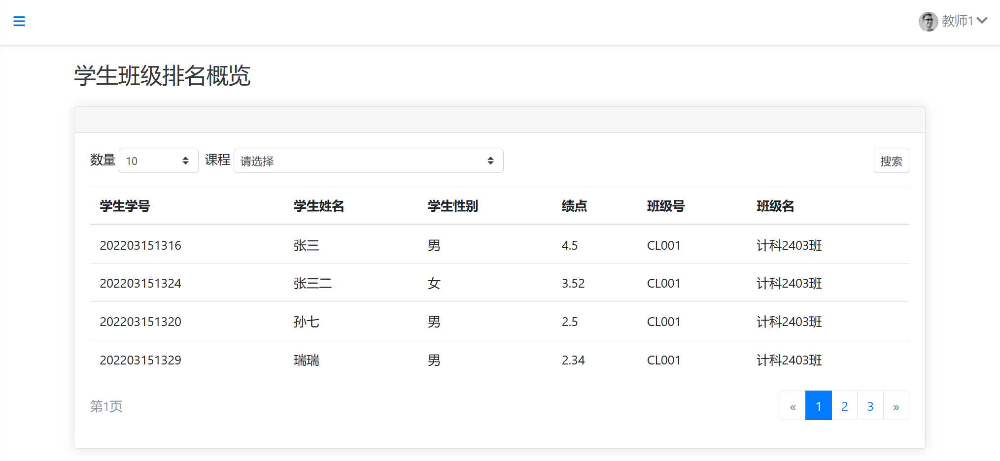 教师1
学生班级排名概览
数量 10 课程 请选择 搜索
学生学号 学生姓名 学生性别 绩点 班级号 班级名
202203151316 张三 男 4.5 CL001 计科2403班
202203151324 张三二 女 3.52 CL001 计科2403班
202203151320 孙七 男 2.5 CL001 计科2403班
202203151329 瑞瑞 男 2.34 CL001 计科2403班
第1页 « 1 2 3 »